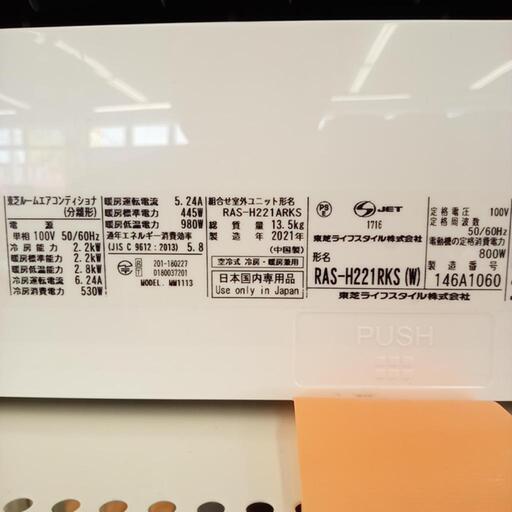 東芝ルームエアコンディショナ
(分離形)
電 源
単相 100V 50/60Hz
冷房能力 2.2kW
暖房標準能力 2.2kW
暖房低温能力 2.8kW
冷房運転電流 6.24A
冷房消費電力 530W
暖房運転電流 5.24A
暖房標準電力 445W
暖房低温電力 980W
通年エネルギー消費効率
(JIS C 9612:2013) 5.8
201-180227
0180037201
MODEL. MW1113
組合せ室外ユニット形名
RAS-H221ARKS
総質量 13.5kg
製造年 2021年
(中国製)
空冷式 冷房・暖房兼用
日本国内専用品
Use only in Japan
PS
E
S JET
1716
東芝ライフスタイル株式会社
形名
RAS-H221RKS (W)
東芝ライフスタイル株式会社
定格電圧 100V
定格周波数
50/60Hz
電動機の定格消費電力
800W
製造番号
146A1060
PUSH